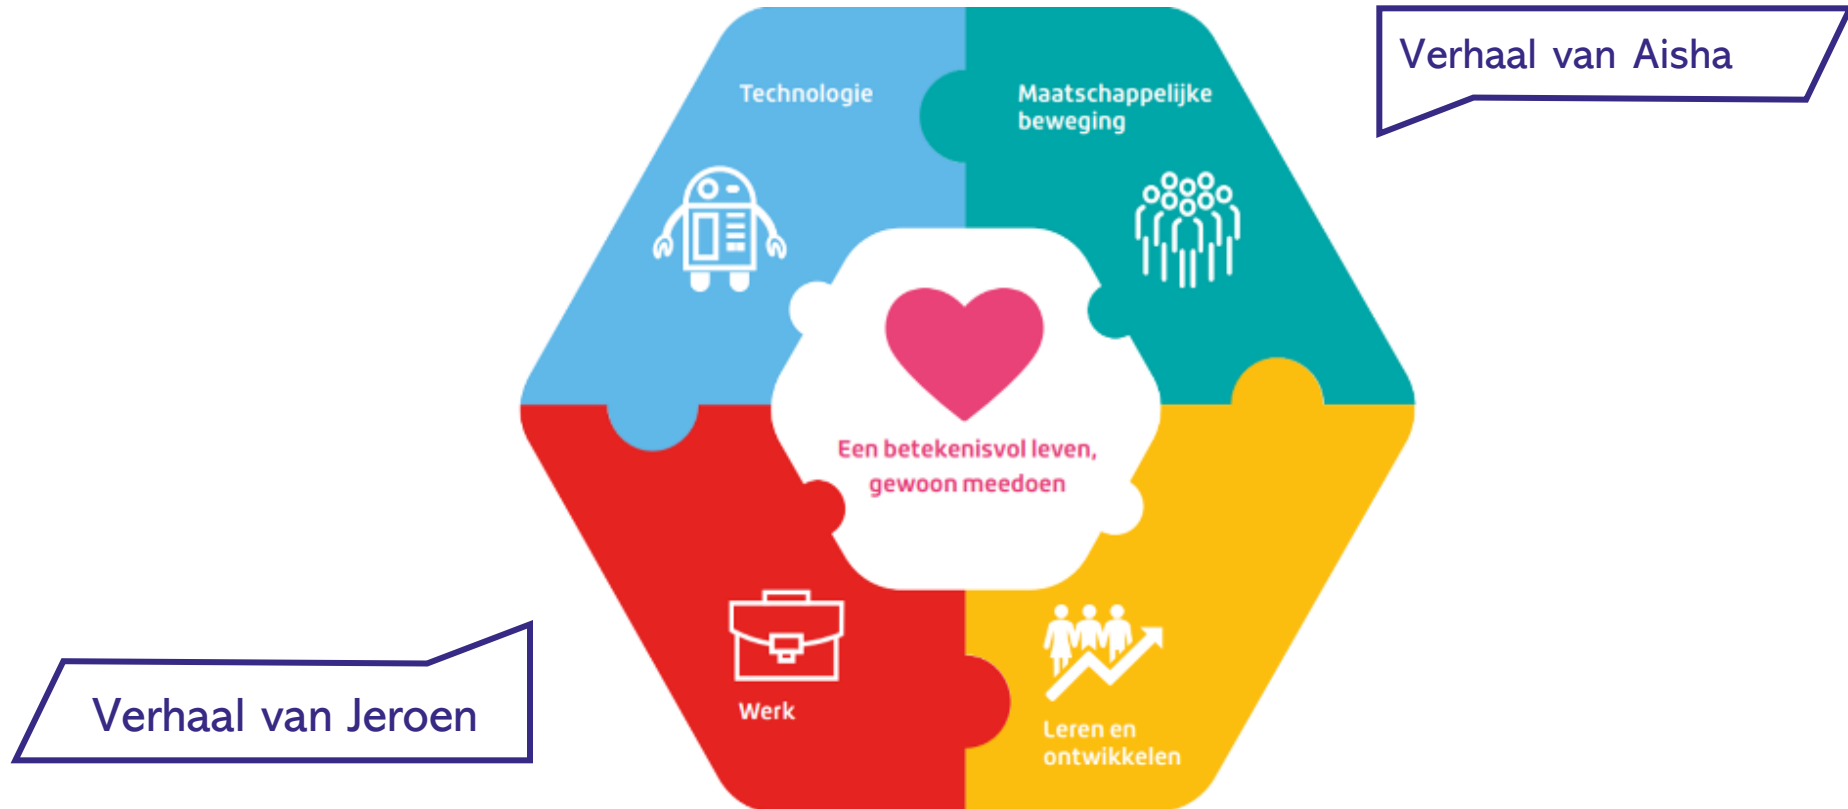 Verhaal van Aisha
Technologie
Maatschappelijke
beweging
Een betekenisvol leven,
gewoon meedoen
Verhaal van Jeroen
Werk
Leren en
ontwikkelen